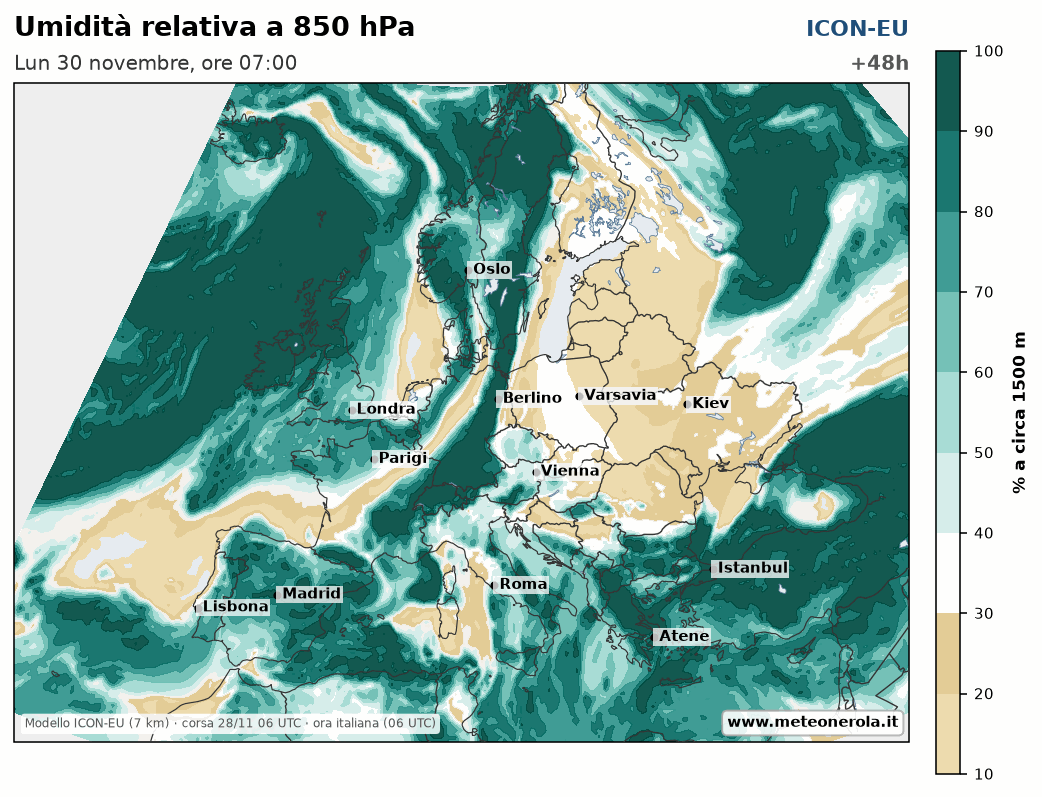 Umidità relativa a 850 hPa
ICON-EU
Lun 30 novembre, ore 07:00
+48h
100
90
80
70
60
50
40
30
20
10
% a circa 1500 m
Oslo
Londra
Berlino
Varsavia
Kiev
Parigi
Vienna
Istanbul
Roma
Madrid
Lisbona
Atene
Modello ICON-EU (7 km) · corsa 28/11 06 UTC · ora italiana (06 UTC)
www.meteonerola.it